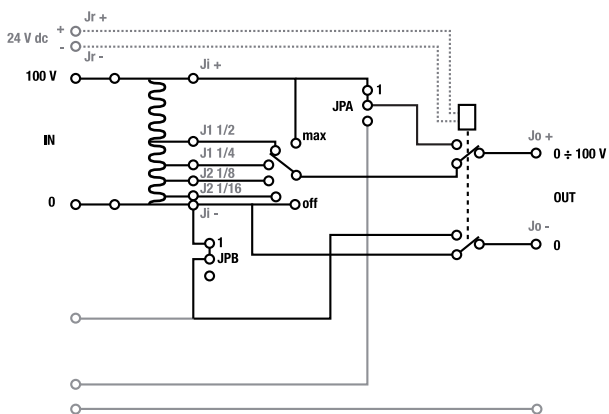 Jr +
24 V dc
+
-
Jr -
100 V
Ji +
1
JPA
max
J1 1/2
IN
J1 1/4
J2 1/8
J2 1/16
Jo +
0 ÷ 100 V
OUT
0
off
Ji -
Jo -
0
1
JPB